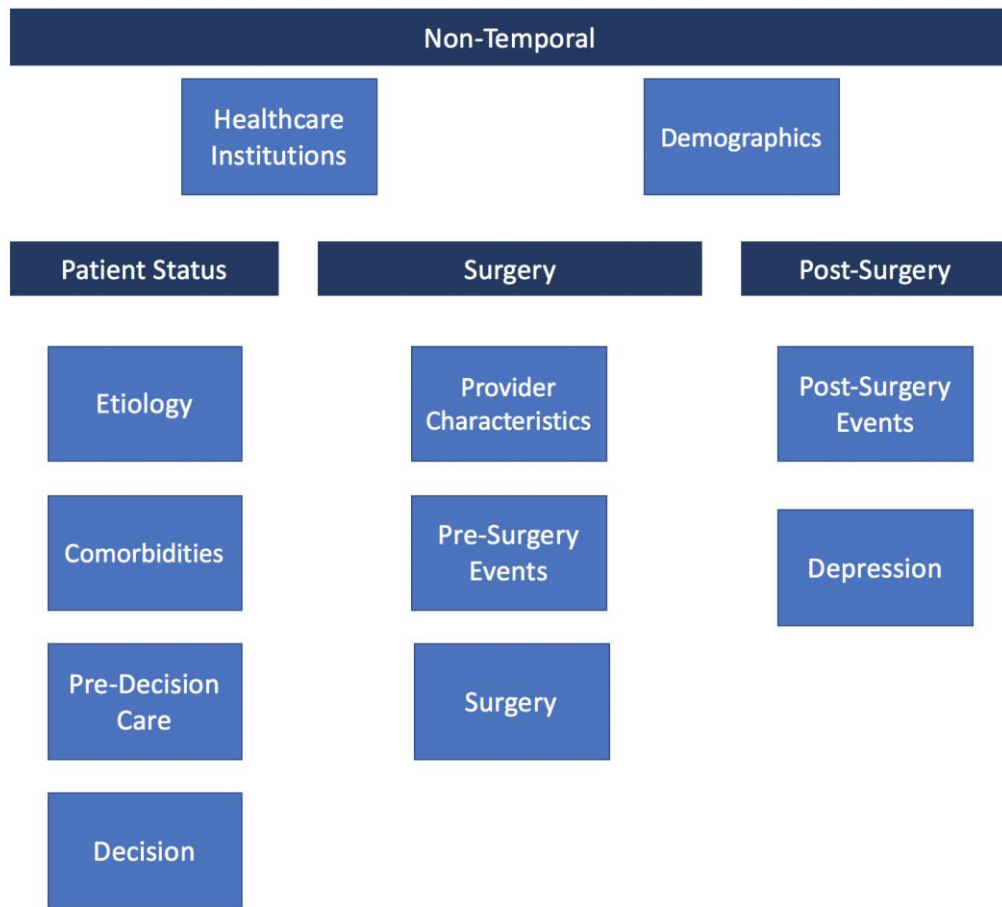 Non-Temporal
Healthcare
Institutions
Demographics
Patient Status
Surgery
Post-Surgery
Etiology
Provider
Characteristics
Post-Surgery
Events
Comorbidities
Pre-Surgery
Events
Depression
Pre-Decision
Care
Surgery
Decision